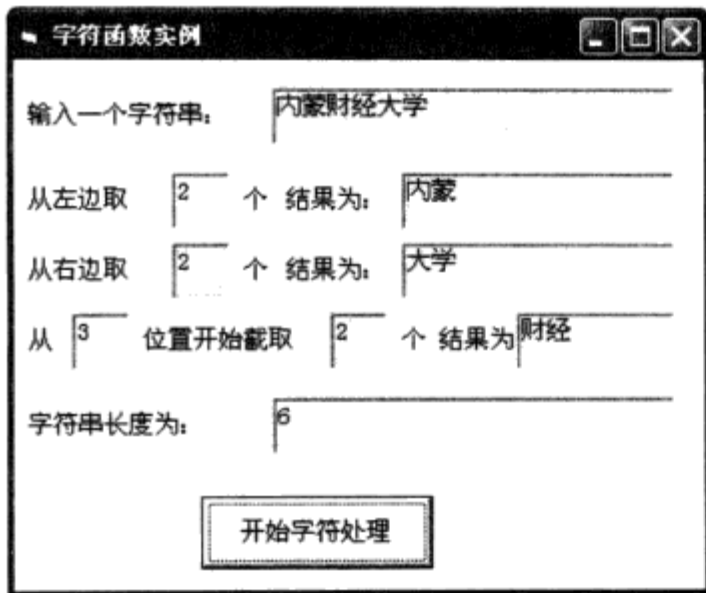 字符函数实例
输入一个字符串: 内蒙财经大学
从左边取 2 个 结果为: 内蒙
从右边取 2 个 结果为: 大学
从 3 位置开始截取 2 个 结果为 财经
字符串长度为: 6
开始字符处理